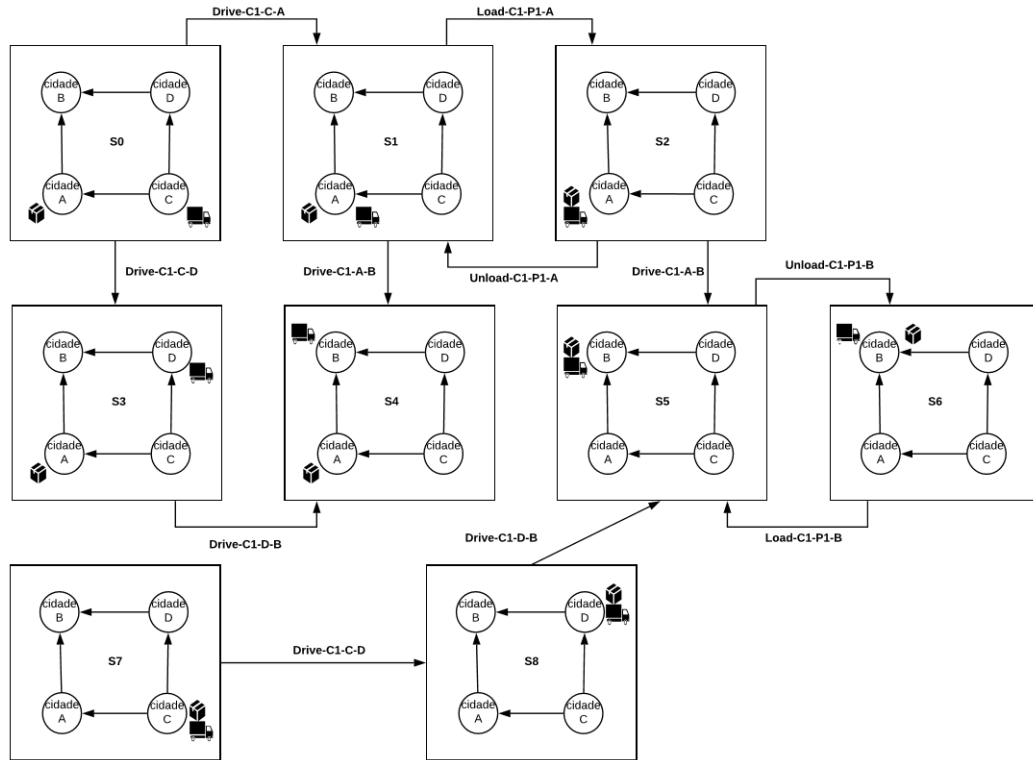 Drive-C1-C-A
Load-C1-P1-A
cidade
B
cidade
D
S0
cidade
A
cidade
C
cidade
B
cidade
D
S1
cidade
A
cidade
C
cidade
B
cidade
D
S2
cidade
A
cidade
C
Drive-C1-C-D
Drive-C1-A-B
Unload-C1-P1-A
Drive-C1-A-B
Unload-C1-P1-B
cidade
B
cidade
D
S3
cidade
A
cidade
C
cidade
B
cidade
D
S4
cidade
A
cidade
C
cidade
B
cidade
D
S5
cidade
A
cidade
C
cidade
B
cidade
D
S6
cidade
A
cidade
C
Drive-C1-D-B
Drive-C1-D-B
Load-C1-P1-B
cidade
B
cidade
D
S7
cidade
A
cidade
C
Drive-C1-C-D
cidade
B
cidade
D
S8
cidade
A
cidade
C